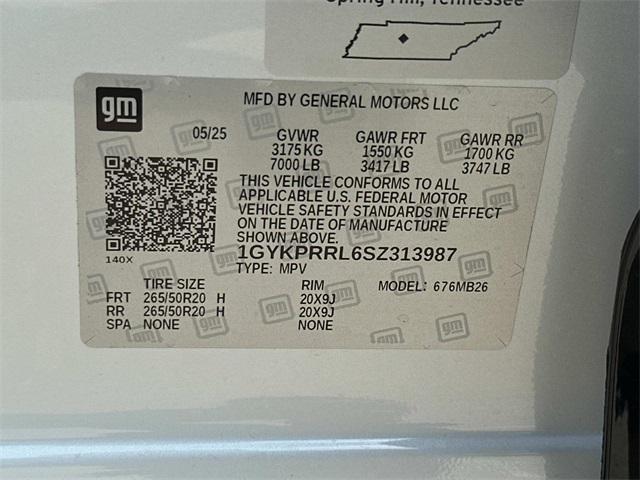 Spring Hill, Tennessee
gm
MFD BY GENERAL MOTORS LLC
05/25 GVWR GAWR FRT GAWR RR
3175 KG 1550 KG 1700 KG
7000 LB 3417 LB 3747 LB
THIS VEHICLE CONFORMS TO ALL
APPLICABLE U.S. FEDERAL MOTOR
VEHICLE SAFETY STANDARDS IN EFFECT
ON THE DATE OF MANUFACTURE
SHOWN ABOVE.
140X
1GYKPRRL6SZ313987
TYPE: MPV
TIRE SIZE RIM MODEL: 676MB26
FRT 265/50R20 H 20X9J
RR 265/50R20 H 20X9J
SPA NONE NONE